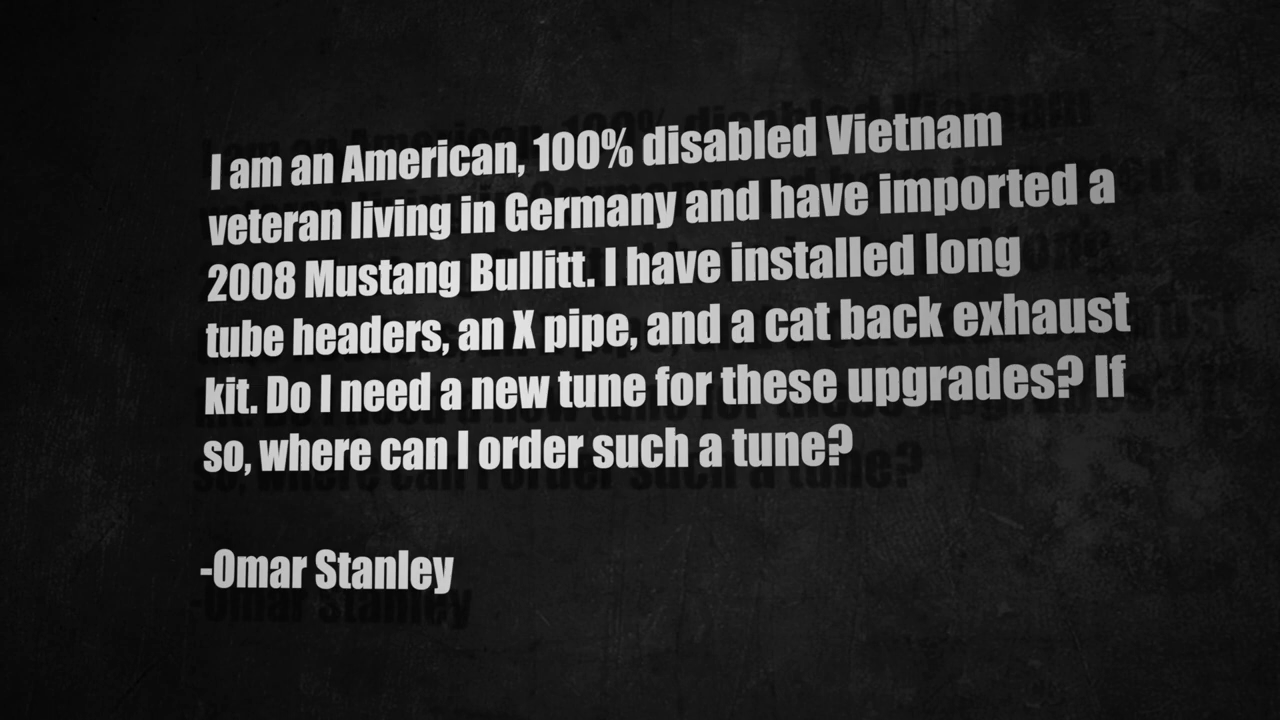 I am an American, 100% disabled Vietnam
veteran living in Germany and have imported a
2008 Mustang Bullitt. I have installed long
tube headers, an X pipe, and a cat back exhaust
kit. Do I need a new tune for these upgrades? If
so, where can I order such a tune?
-Omar Stanley